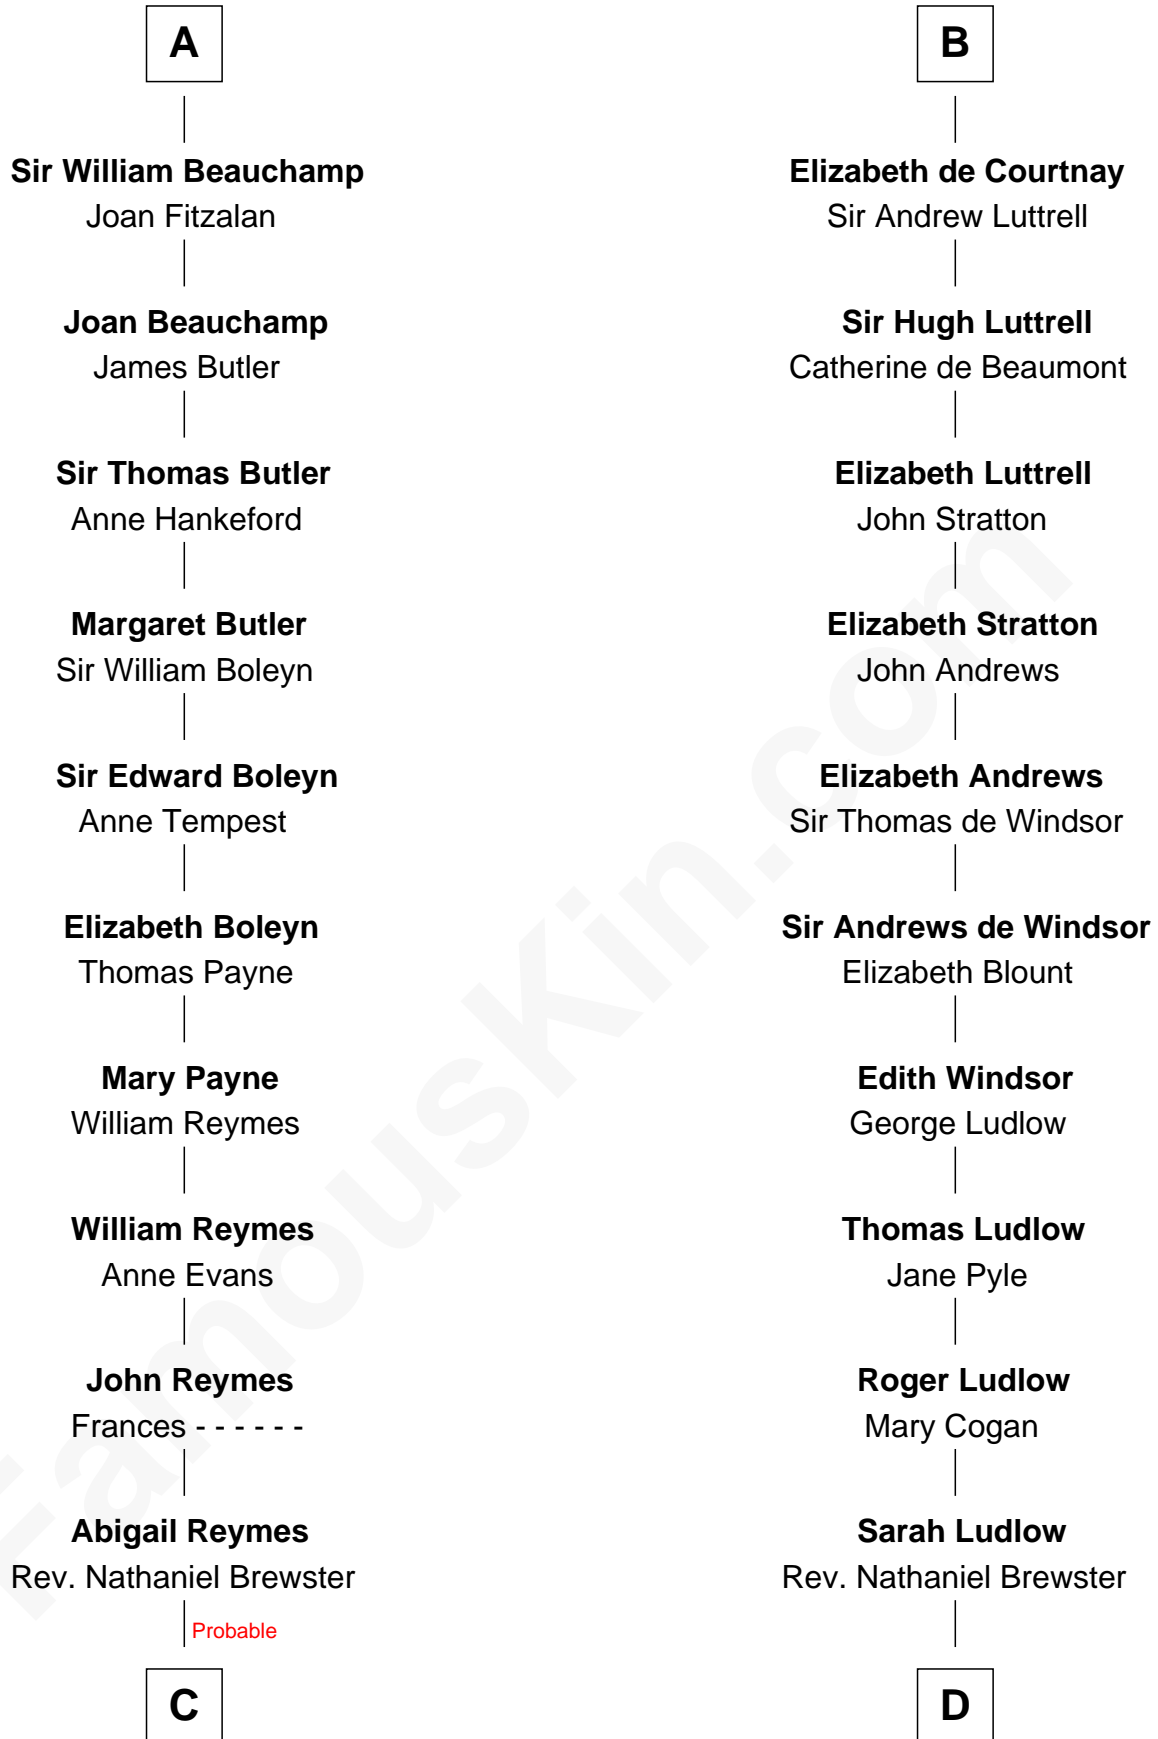 A
Sir William Beauchamp
Joan Fitzalan
Joan Beauchamp
James Butler
Sir Thomas Butler
Anne Hankeford
Margaret Butler
Sir William Boleyn
Sir Edward Boleyn
Anne Tempest
Elizabeth Boleyn
Thomas Payne
Mary Payne
William Reymes
William Reymes
Anne Evans
John Reymes
Frances - - - - - -
Abigail Reymes
Rev. Nathaniel Brewster
Probable
C
B
Elizabeth de Courtnay
Sir Andrew Luttrell
Sir Hugh Luttrell
Catherine de Beaumont
Elizabeth Luttrell
John Stratton
Elizabeth Stratton
John Andrews
Elizabeth Andrews
Sir Thomas de Windsor
Sir Andrews de Windsor
Elizabeth Blount
Edith Windsor
George Ludlow
Thomas Ludlow
Jane Pyle
Roger Ludlow
Mary Cogan
Sarah Ludlow
Rev. Nathaniel Brewster
D
FamousKin.com